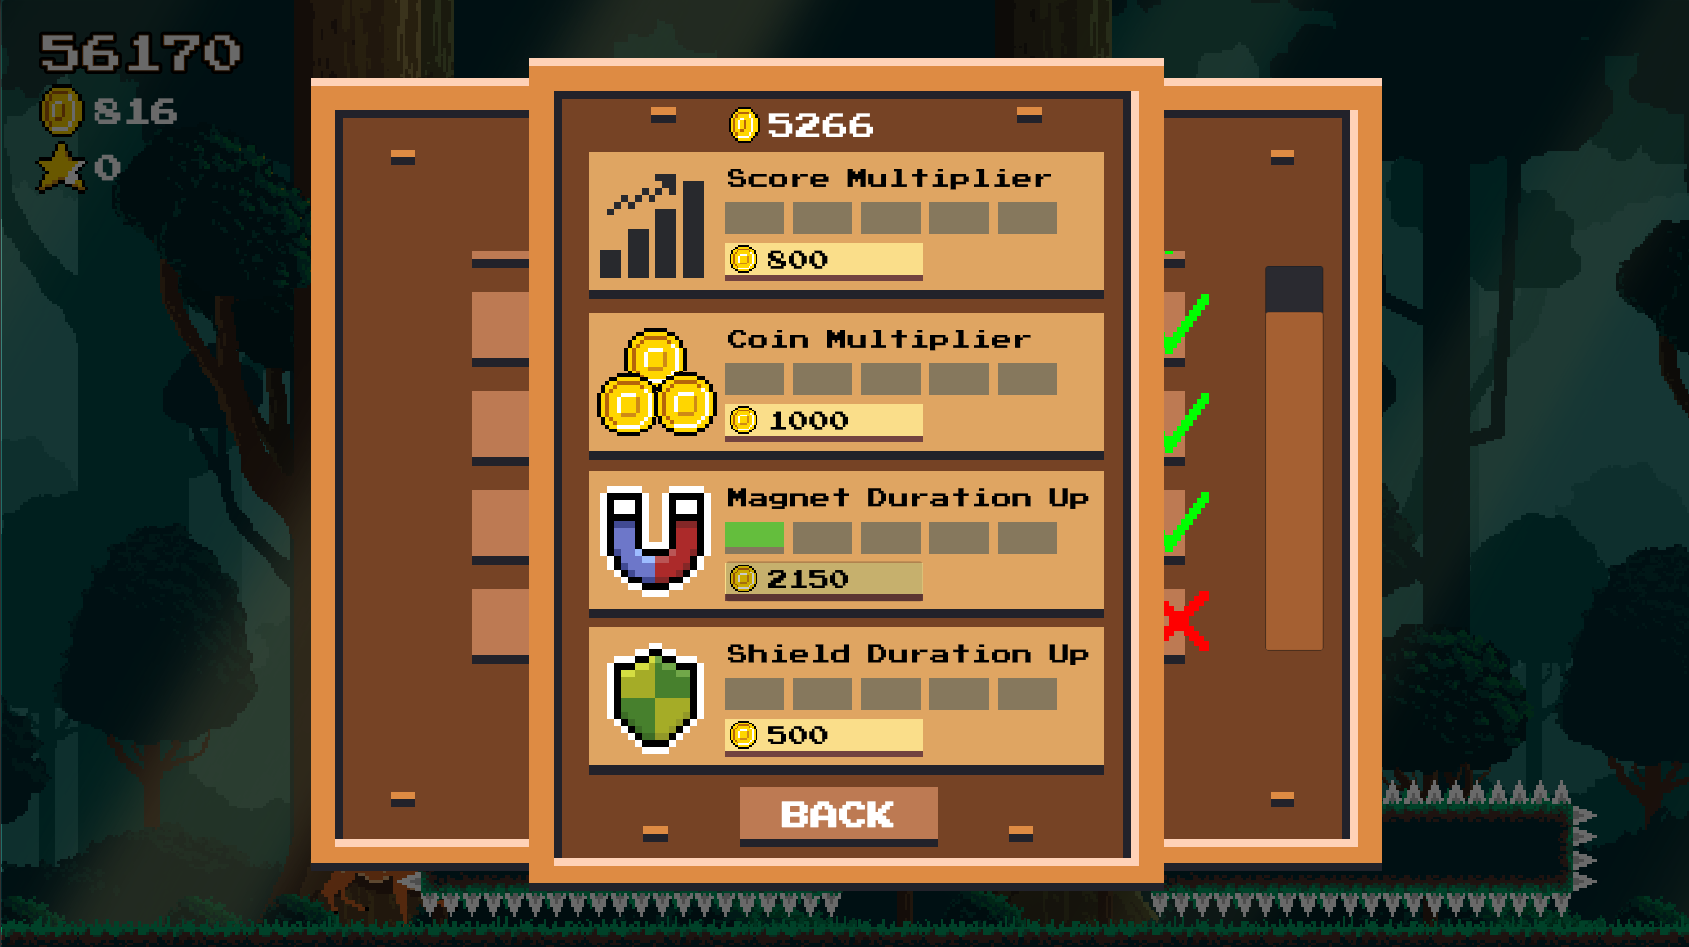 56170
816
0
5266
Score Multiplier
800
Coin Multiplier
1000
Magnet Duration Up
2150
Shield Duration Up
500
BACK